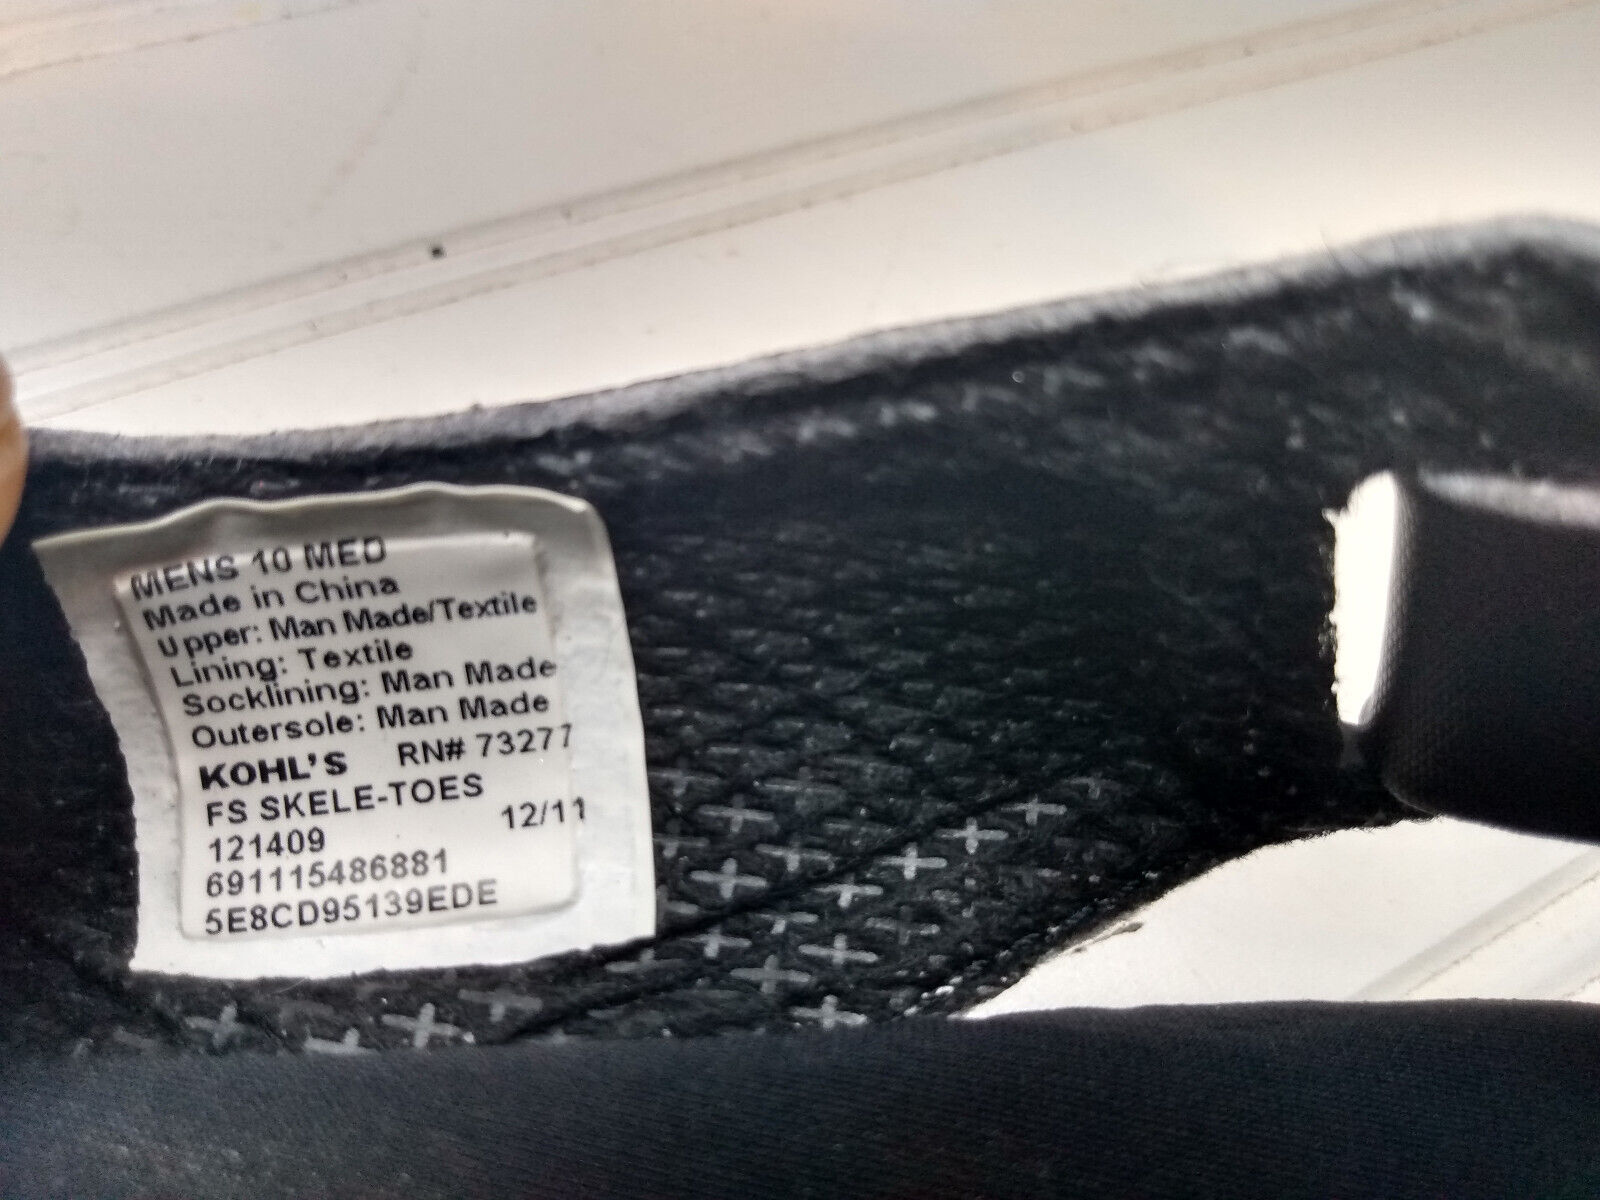 MENS 10 MED
Made in China
Upper: Man Made/Textile
Lining: Textile
Socklining: Man Made
Outersole: Man Made
KOHL'S RN# 73277
FS SKELE-TOES
121409 12/11
691115486881
5E8CD95139EDE